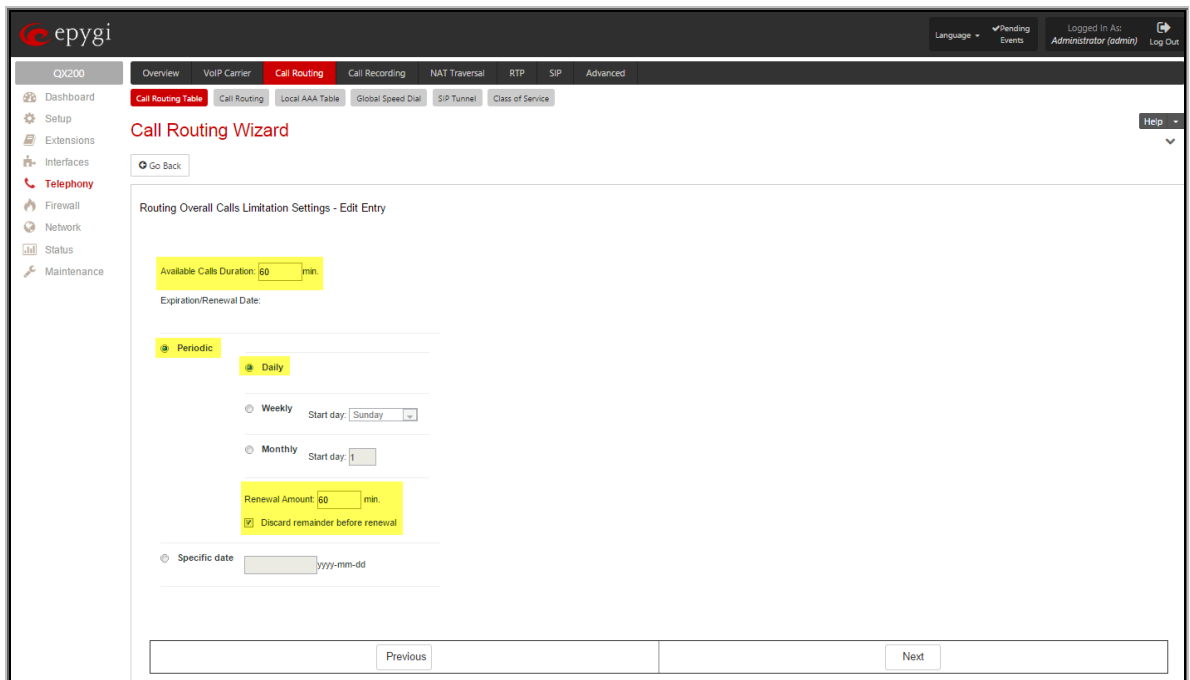 epygi
Language
Pending Events
Logged In As:
Administrator (admin)
Log Out
QX200
Overview VoIP Carrier Call Routing Call Recording NAT Traversal RTP SIP Advanced
Dashboard
Call Routing Table Call Routing Local AAA Table Global Speed Dial SIP Tunnel Class of Service
Setup
Help
Extensions
Call Routing Wizard
Interfaces
Go Back
Telephony
Firewall
Routing Overall Calls Limitation Settings - Edit Entry
Network
Status
Maintenance
Available Calls Duration: 60 min.
Expiration/Renewal Date:
Periodic
Daily
Weekly Start day: Sunday
Monthly Start day: 1
Renewal Amount: 60 min.
Discard remainder before renewal
Specific date yyyy-mm-dd
Previous Next